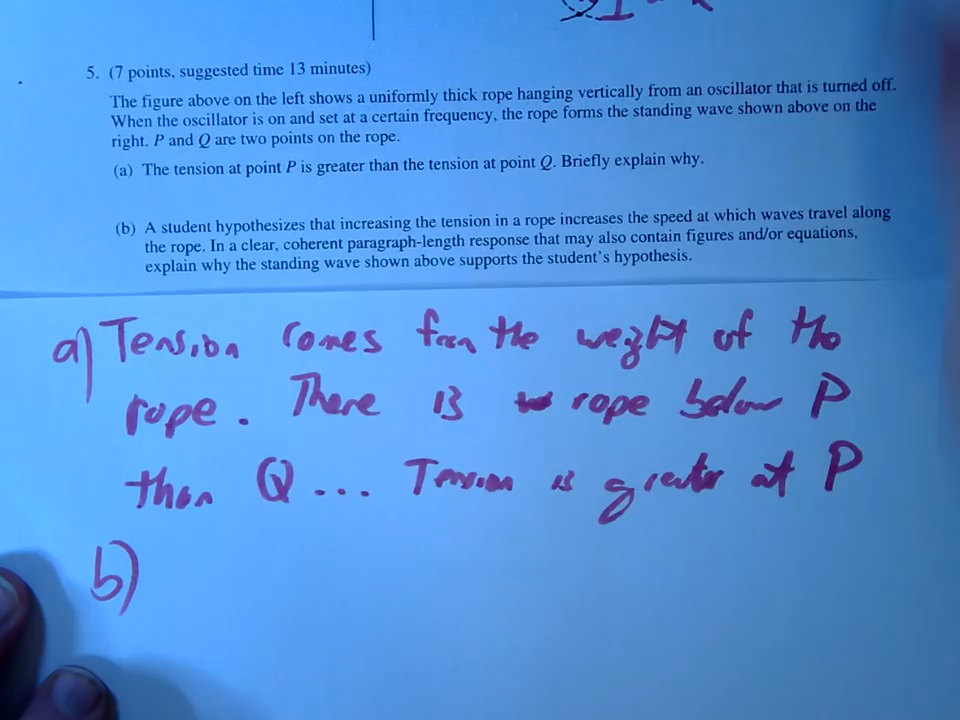 5. (7 points, suggested time 13 minutes)
The figure above on the left shows a uniformly thick rope hanging vertically from an oscillator that is turned off.
When the oscillator is on and set at a certain frequency, the rope forms the standing wave shown above on the
right. P and Q are two points on the rope.
(a) The tension at point P is greater than the tension at point Q. Briefly explain why.
(b) A student hypothesizes that increasing the tension in a rope increases the speed at which waves travel along
the rope. In a clear, coherent paragraph-length response that may also contain figures and/or equations,
explain why the standing wave shown above supports the student's hypothesis.
a) Tension comes from the weight of the
rope. There is rope below P
than Q... Tension is greater at P
b)